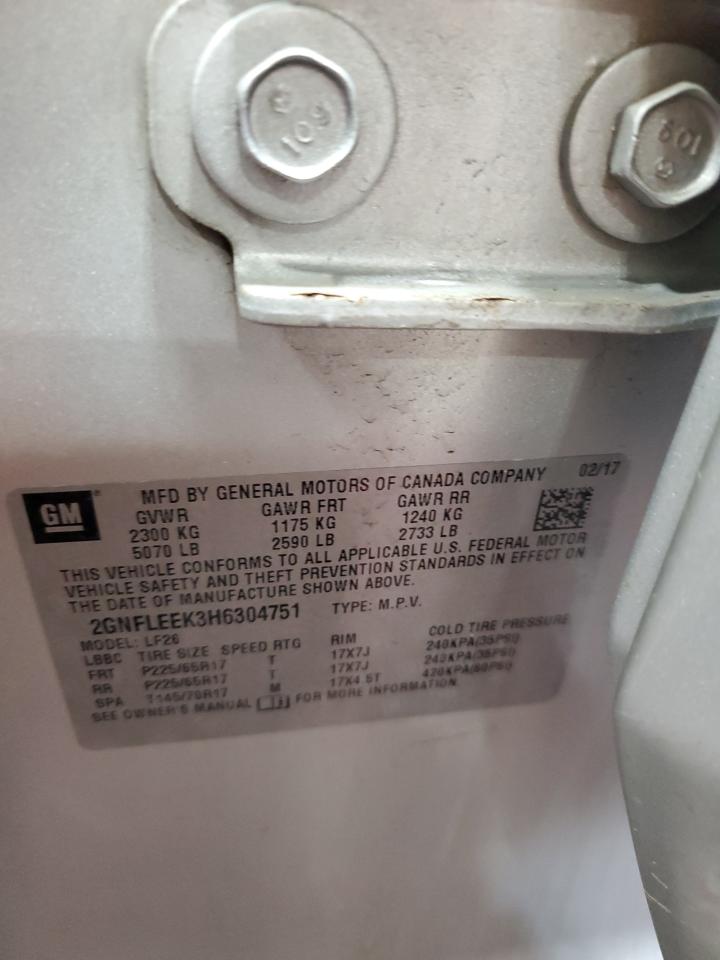 8
109
109
8
GM
MFD BY GENERAL MOTORS OF CANADA COMPANY 02/17
GVWR GAWR FRT GAWR RR
2300 KG 1175 KG 1240 KG
5070 LB 2590 LB 2733 LB
THIS VEHICLE CONFORMS TO ALL APPLICABLE U.S. FEDERAL MOTOR
VEHICLE SAFETY AND THEFT PREVENTION STANDARDS IN EFFECT ON
THE DATE OF MANUFACTURE SHOWN ABOVE.
2GNFLEEK3H6304751 TYPE: M.P.V.
MODEL: LF26
LBBC TIRE SIZE SPEED RTG RIM COLD TIRE PRESSURE
FRT P225/65R17 T 17X7J 240KPA(35PSI)
RR P225/65R17 T 17X7J 240KPA(35PSI)
SPA T145/70R17 M 17X4.5T 420KPA(60PSI)
SEE OWNER'S MANUAL FOR MORE INFORMATION.